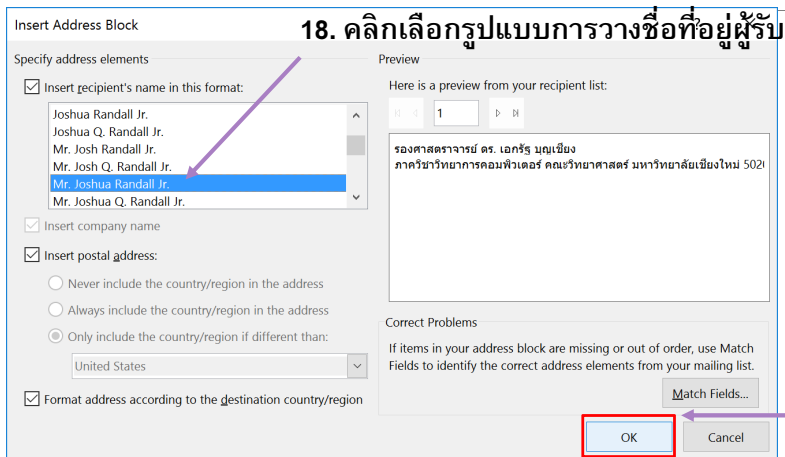 Insert Address Block
18. คลิกเลือกรูปแบบการวางชื่อที่อยู่ผู้รับ
Specify address elements
Insert recipient's name in this format:
Joshua Randall Jr.
Joshua Q. Randall Jr.
Mr. Josh Randall Jr.
Mr. Josh Q. Randall Jr.
Mr. Joshua Randall Jr.
Mr. Joshua Q. Randall Jr.
Insert company name
Insert postal address:
Never include the country/region in the address
Always include the country/region in the address
Only include the country/region if different than:
United States
Format address according to the destination country/region
Preview
Here is a preview from your recipient list:
1
รองศาสตราจารย์ ดร. เอกรัฐ บุญเชียง
ภาควิชาวิทยาการคอมพิวเตอร์ คณะวิทยาศาสตร์ มหาวิทยาลัยเชียงใหม่ 5020
Correct Problems
If items in your address block are missing or out of order, use Match
Fields to identify the correct address elements from your mailing list.
Match Fields...
OK
Cancel